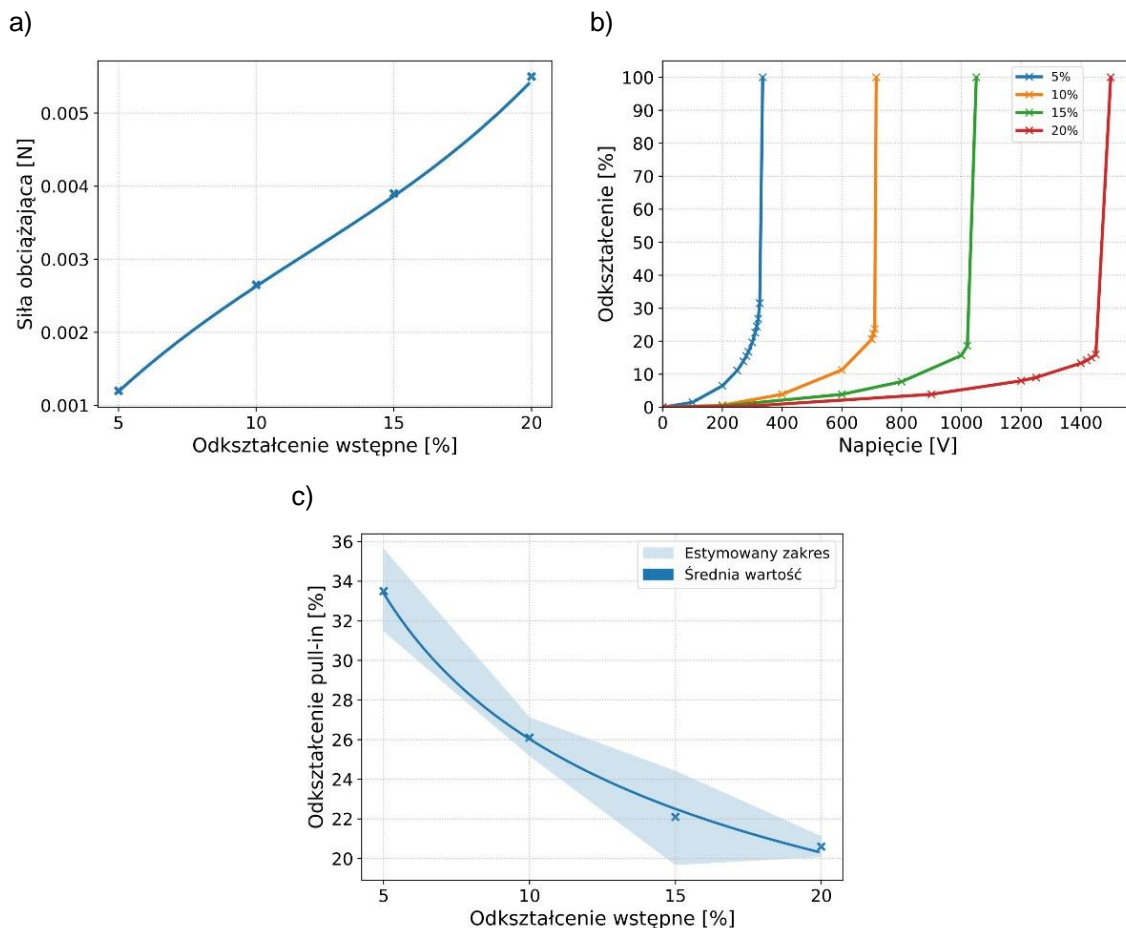 a)
b)
Siła obciążająca [N]
0.005
0.004
0.003
0.002
0.001
5 10 15 20
Odkształcenie wstępne [%]
Odkształcenie [%]
100
90
80
70
60
50
40
30
20
10
0
5%
10%
15%
20%
0 200 400 600 800 1000 1200 1400
Napięcie [V]
c)
Odkształcenie pull-in [%]
36
34
32
30
28
26
24
22
20
Estymowany zakres
Średnia wartość
5 10 15 20
Odkształcenie wstępne [%]